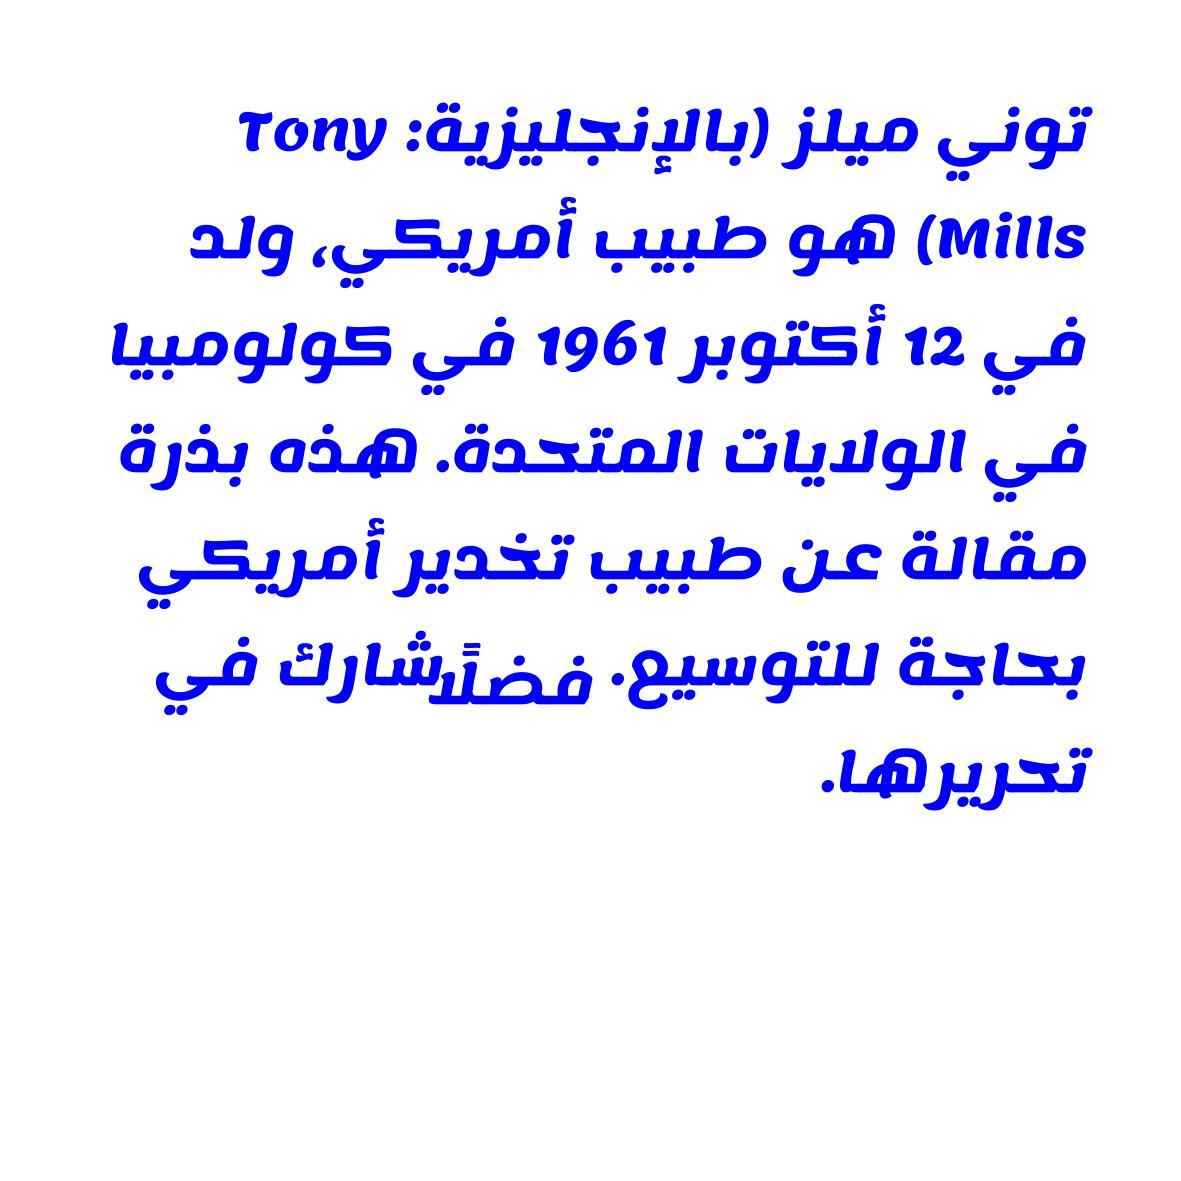 توني ميلز (بالإنجليزية: Tony
Mills) هو طبيب أمريكي، ولد
في 12 أكتوبر 1961 في كولومبيا
في الولايات المتحدة. هذه بذرة
مقالة عن طبيب تخدير أمريكي
بحاجة للتوسيع. فضلًا شارك في
تحريرها.